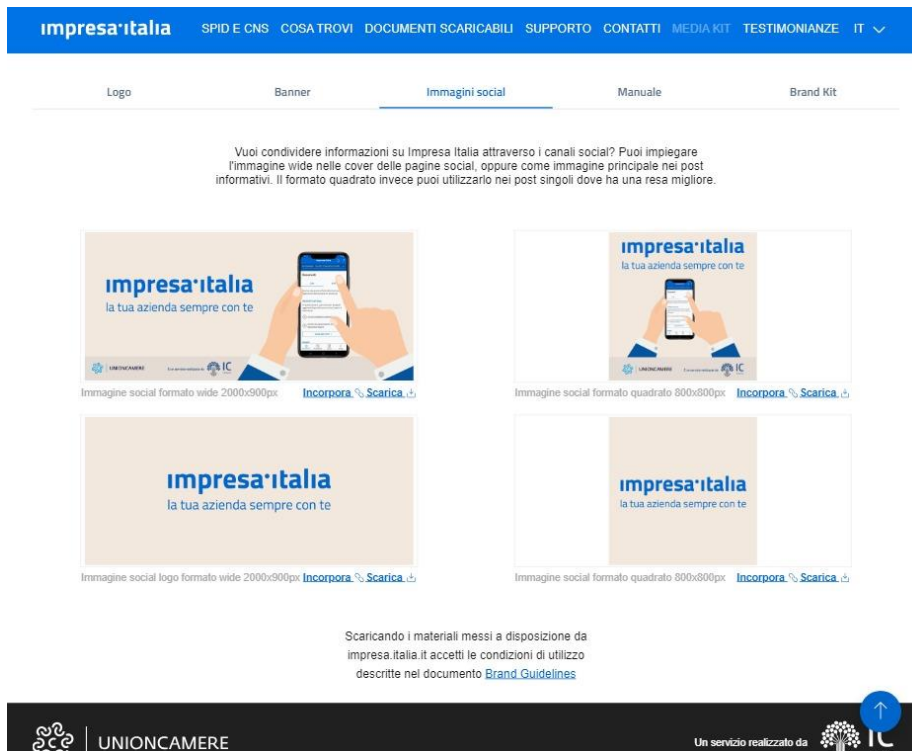 impresa italia
SPID E CNS COSA TROVI DOCUMENTI SCARICABILI SUPPORTO CONTATTI MEDIA KIT TESTIMONIANZE IT
Logo Banner Immagini social Manuale Brand Kit
Vuoi condividere informazioni su Impresa Italia attraverso i canali social? Puoi impiegare
l'immagine wide nelle cover delle pagine social, oppure come immagine principale nei post
informativi. Il formato quadrato invece puoi utilizzarlo nei post singoli dove ha una resa migliore.
impresa italia
la tua azienda sempre con te
UNIONCAMERE
IC
Immagine social formato wide 2000x900px Incorpora Scarica
impresa italia
la tua azienda sempre con te
UNIONCAMERE
IC
Immagine social formato quadrato 800x800px Incorpora Scarica
impresa italia
la tua azienda sempre con te
Immagine social logo formato wide 2000x900px Incorpora Scarica
impresa italia
la tua azienda sempre con te
Immagine social formato quadrato 800x800px Incorpora Scarica
Scaricando i materiali messi a disposizione da
impresa.italia.it accetti le condizioni di utilizzo
descritte nel documento Brand Guidelines
UNIONCAMERE
Un servizio realizzato da IC